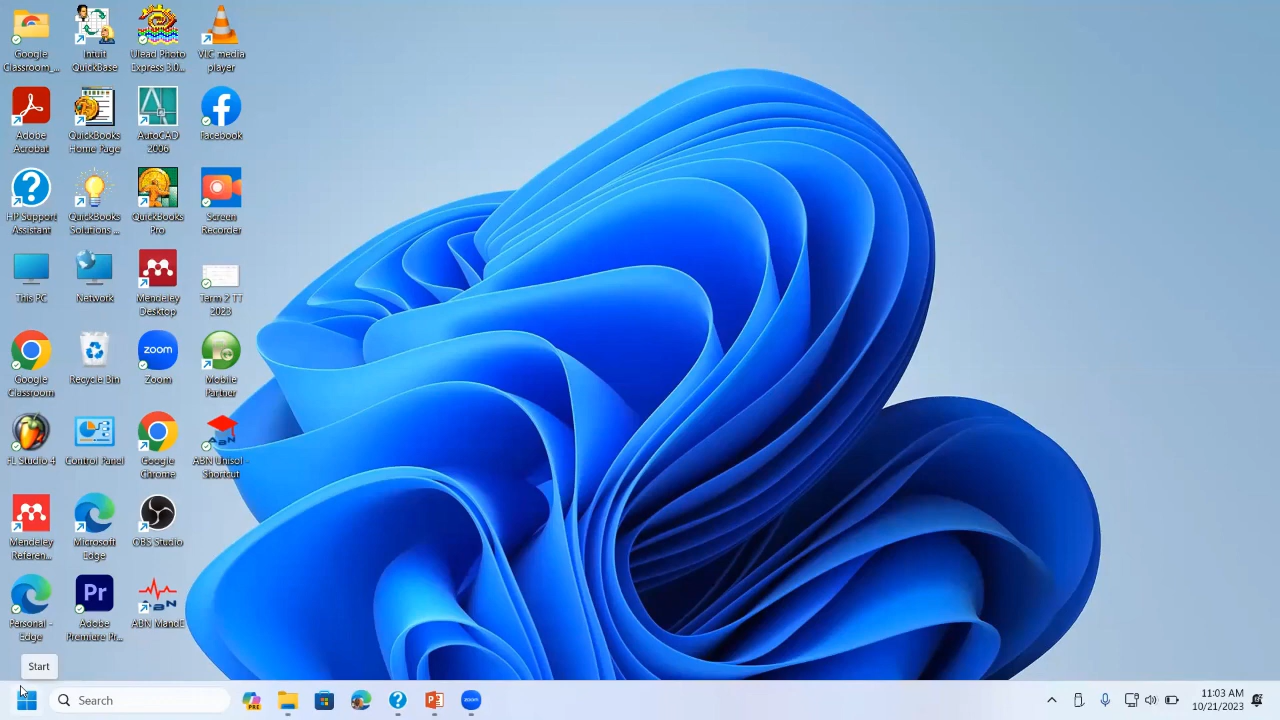 Google
Classroom_...
Intuit
QuickBase
Ulead Photo
Express 3.0...
VLC media
player
Adobe
Acrobat
QuickBooks
Home Page
AutoCAD
2006
Facebook
HP Support
Assistant
QuickBooks
Solutions ...
QuickBooks
Pro
Screen
Recorder
This PC
Network
Mendeley
Desktop
Term 2 TT
2023
Google
Classroom
Recycle Bin
zoom
Zoom
Mobile
Partner
FL Studio 4
Control Panel
Google
Chrome
ABN Unisol -
Shortcut
Mendeley
Referen...
Microsoft
Edge
OBS Studio
Personal -
Edge
Pr
Adobe
Premiere Pr...
ABN MandE
Start
Search
PRE
zoom
11:03 AM
10/21/2023